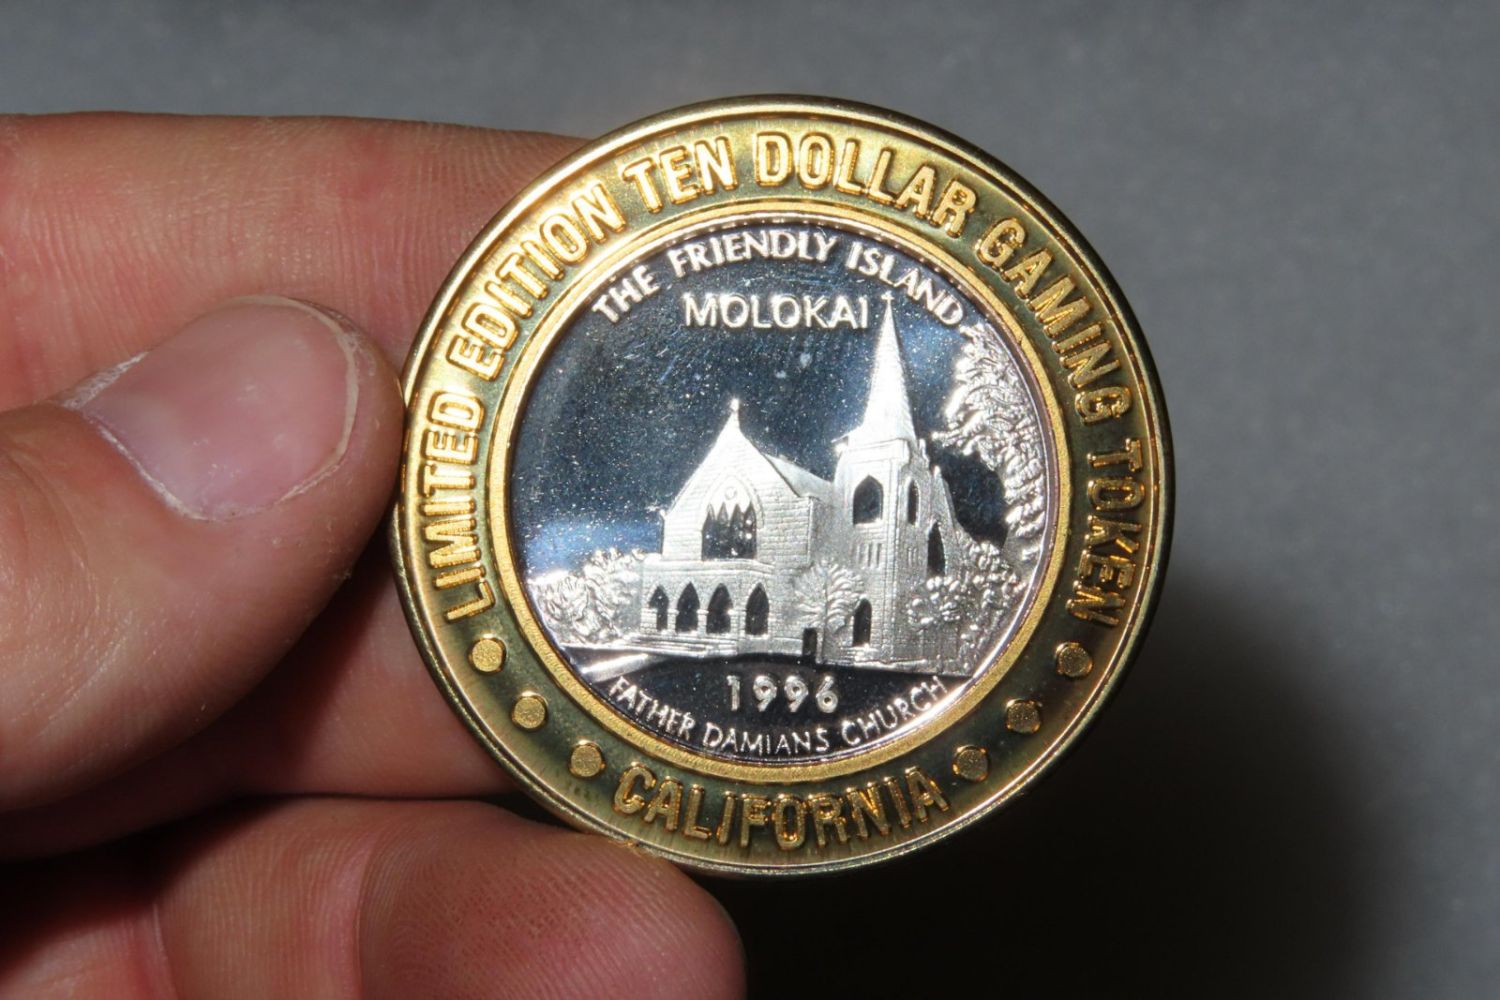 LIMITED EDITION TEN DOLLAR GAMING TOKEN
THE FRIENDLY ISLAND
MOLOKAI
1996
FATHER DAMIANS CHURCH
CALIFORNIA